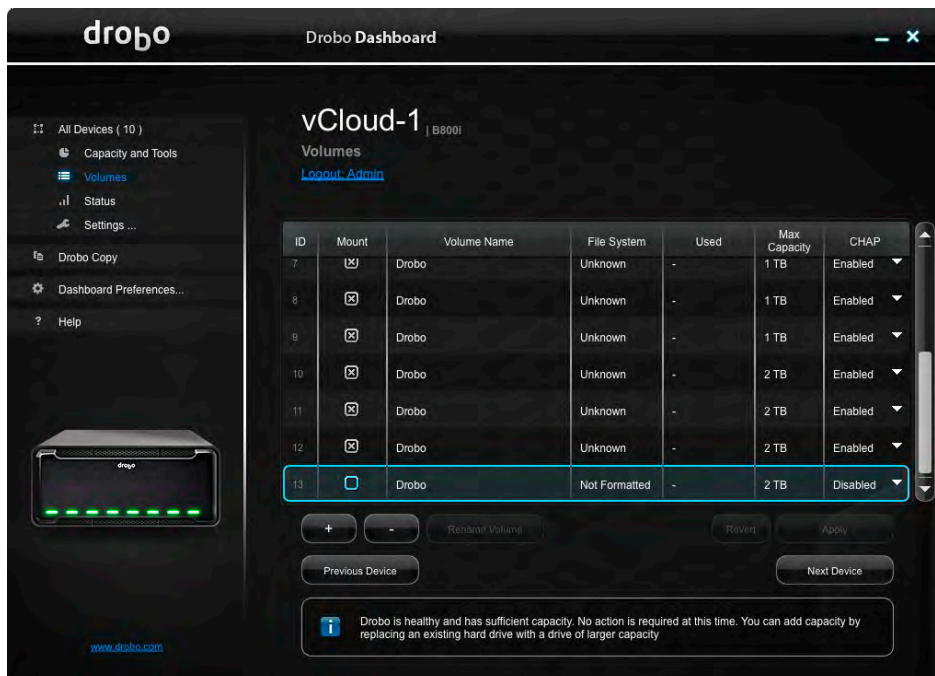 drobo
Drobo Dashboard
All Devices ( 10 )
Capacity and Tools
Volumes
Status
Settings ...
Drobo Copy
Dashboard Preferences...
Help
drobo
www.drobo.com
vCloud-1 | B800i
Volumes
Logout: Admin
ID Mount Volume Name File System Used Max Capacity CHAP
7 Drobo Unknown - 1 TB Enabled
8 Drobo Unknown - 1 TB Enabled
9 Drobo Unknown - 1 TB Enabled
10 Drobo Unknown - 2 TB Enabled
11 Drobo Unknown - 2 TB Enabled
12 Drobo Unknown - 2 TB Enabled
13 Drobo Not Formatted - 2 TB Disabled
+ - Rename Volume Revert Apply
Previous Device Next Device
Drobo is healthy and has sufficient capacity. No action is required at this time. You can add capacity by
replacing an existing hard drive with a drive of larger capacity